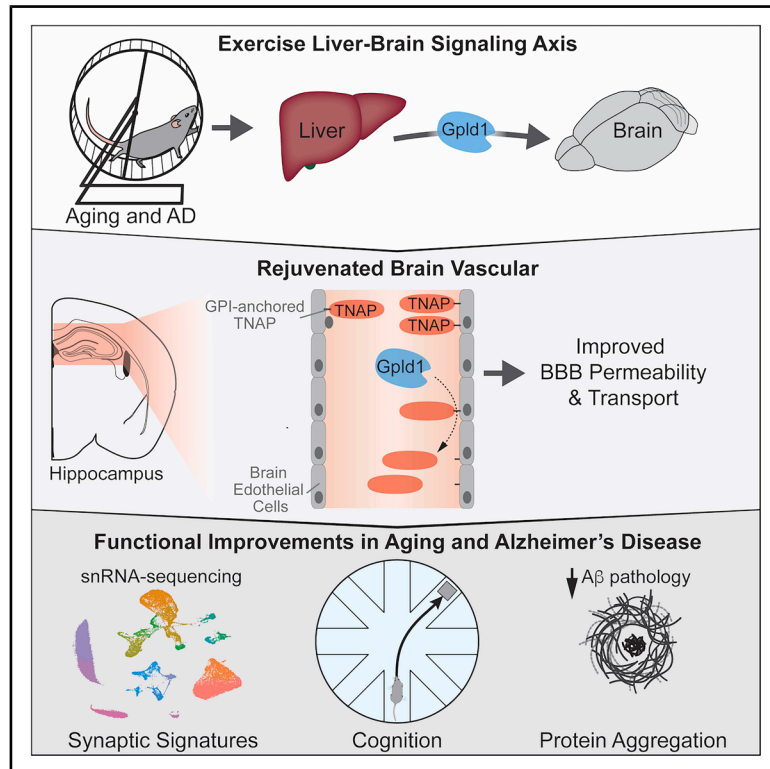 Exercise Liver-Brain Signaling Axis
Liver
Gpld1
Brain
Aging and AD
Rejuvenated Brain Vascular
GPI-anchored
TNAP
TNAP
TNAP
TNAP
Gpld1
Improved
BBB Permeability
& Transport
Hippocampus
Brain
Edothelial
Cells
Functional Improvements in Aging and Alzheimer's Disease
snRNA-sequencing
Aβ pathology
Synaptic Signatures
Cognition
Protein Aggregation